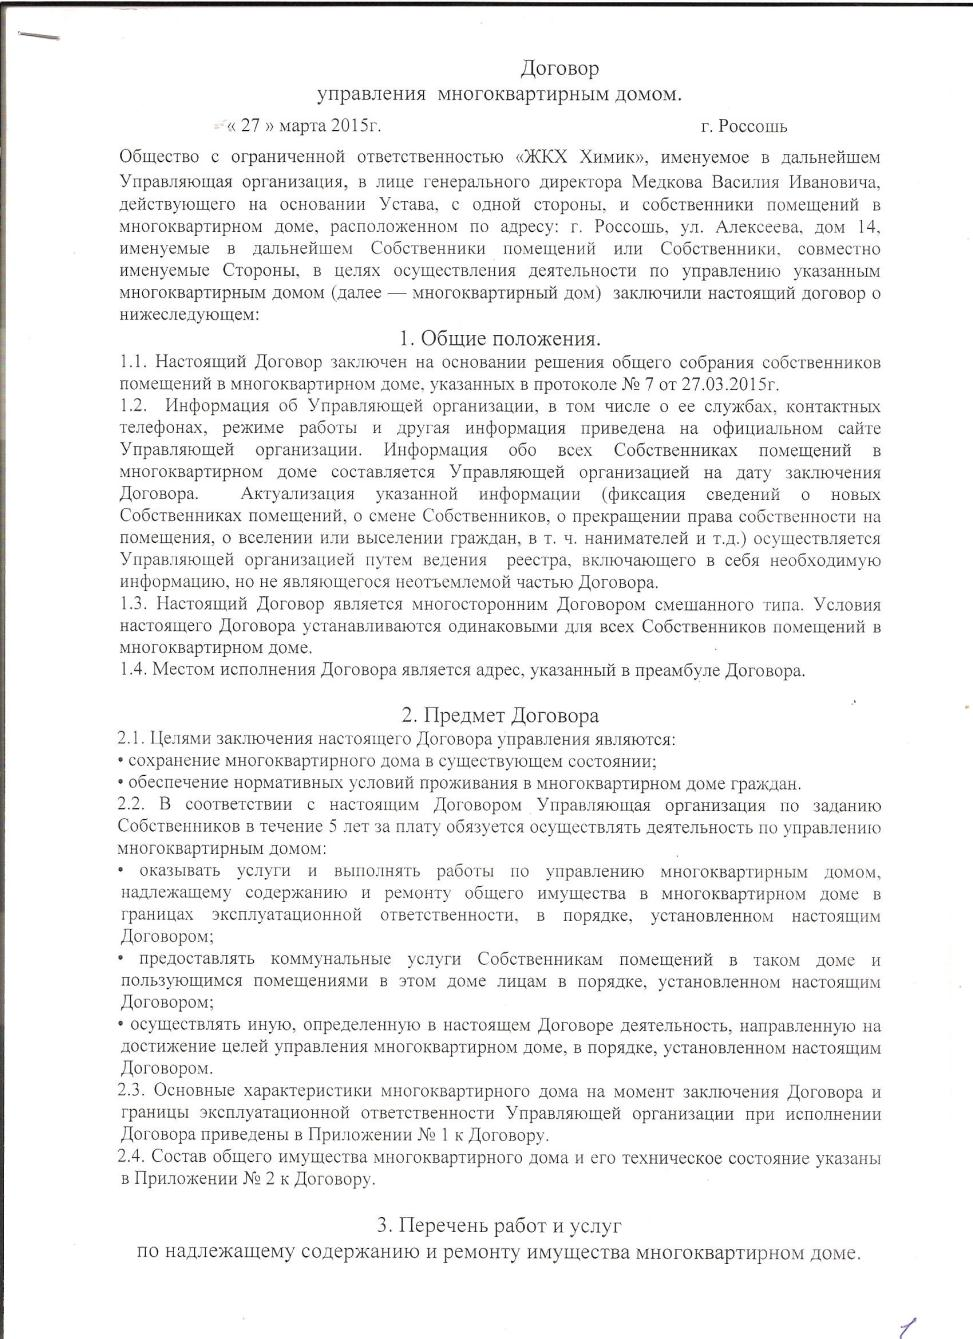 Договор
управления многоквартирным домом.
« 27 » марта 2015г. г. Россошь
Общество с ограниченной ответственностью «ЖКХ Химик», именуемое в дальнейшем
Управляющая организация, в лице генерального директора Медкова Василия Ивановича,
действующего на основании Устава, с одной стороны, и собственники помещений в
многоквартирном доме, расположенном по адресу: г. Россошь, ул. Алексеева, дом 14,
именуемые в дальнейшем Собственники помещений или Собственники, совместно
именуемые Стороны, в целях осуществления деятельности по управлению указанным
многоквартирным домом (далее — многоквартирный дом) заключили настоящий договор о
нижеследующем:
1. Общие положения.
1.1. Настоящий Договор заключен на основании решения общего собрания собственников
помещений в многоквартирном доме, указанных в протоколе № 7 от 27.03.2015г.
1.2. Информация об Управляющей организации, в том числе о ее службах, контактных
телефонах, режиме работы и другая информация приведена на официальном сайте
Управляющей организации. Информация обо всех Собственниках помещений в
многоквартирном доме составляется Управляющей организацией на дату заключения
Договора. Актуализация указанной информации (фиксация сведений о новых
Собственниках помещений, о смене Собственников, о прекращении права собственности на
помещения, о вселении или выселении граждан, в т. ч. нанимателей и т.д.) осуществляется
Управляющей организацией путем ведения реестра, включающего в себя необходимую
информацию, но не являющегося неотъемлемой частью Договора.
1.3. Настоящий Договор является многосторонним Договором смешанного типа. Условия
настоящего Договора устанавливаются одинаковыми для всех Собственников помещений в
многоквартирном доме.
1.4. Местом исполнения Договора является адрес, указанный в преамбуле Договора.
2. Предмет Договора
2.1. Целями заключения настоящего Договора управления являются:
• сохранение многоквартирного дома в существующем состоянии;
• обеспечение нормативных условий проживания в многоквартирном доме граждан.
2.2. В соответствии с настоящим Договором Управляющая организация по заданию
Собственников в течение 5 лет за плату обязуется осуществлять деятельность по управлению
многоквартирным домом:
• оказывать услуги и выполнять работы по управлению многоквартирным домом,
надлежащему содержанию и ремонту общего имущества в многоквартирном доме в
границах эксплуатационной ответственности, в порядке, установленном настоящим
Договором;
• предоставлять коммунальные услуги Собственникам помещений в таком доме и
пользующимся помещениями в этом доме лицам в порядке, установленном настоящим
Договором;
• осуществлять иную, определенную в настоящем Договоре деятельность, направленную на
достижение целей управления многоквартирном доме, в порядке, установленном настоящим
Договором.
2.3. Основные характеристики многоквартирного дома на момент заключения Договора и
границы эксплуатационной ответственности Управляющей организации при исполнении
Договора приведены в Приложении № 1 к Договору.
2.4. Состав общего имущества многоквартирного дома и его техническое состояние указаны
в Приложении № 2 к Договору.
3. Перечень работ и услуг
по надлежащему содержанию и ремонту имущества многоквартирном доме.
1